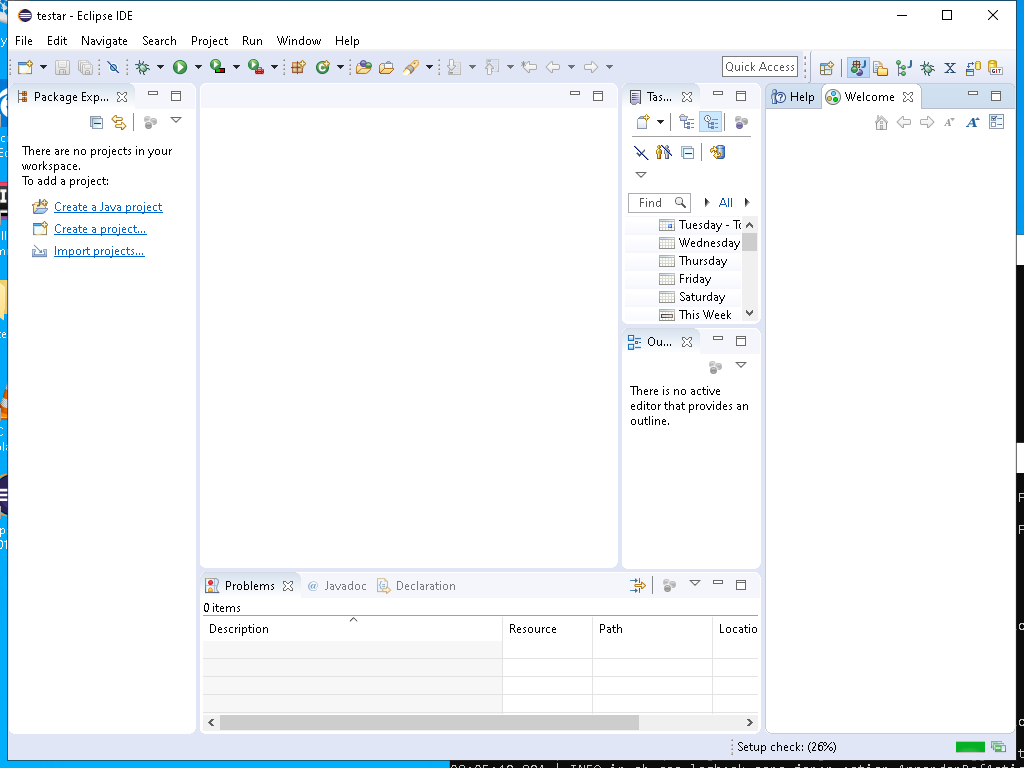 testar - Eclipse IDE
File Edit Navigate Search Project Run Window Help
Quick Access
Package Exp...
There are no projects in your
workspace.
To add a project:
Create a Java project
Create a project...
Import projects...
Tas...
Find
All
Tuesday - To
Wednesday
Thursday
Friday
Saturday
This Week
Ou...
There is no active
editor that provides an
outline.
Help
Welcome
Problems
@ Javadoc
Declaration
0 items
Description Resource Path Locatio
Setup check: (26%)